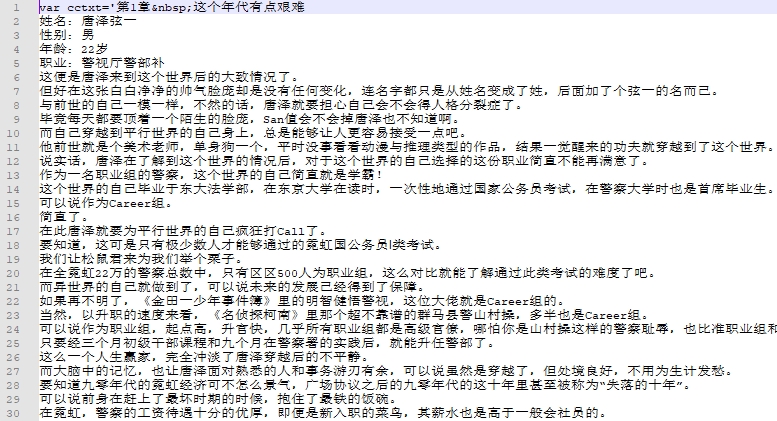 1 var cctxt='第1章&nbsp;这个年代有点艰难
2 姓名：唐泽弦一
3 性别：男
4 年龄：22岁
5 职业：警视厅警部补
6 这便是唐泽来到这个世界后的大致情况了。
7 但好在这张白白净净的帅气脸庞却是没有任何变化，连名字都只是从姓名变成了姓，后面加了个弦一的名而已。
8 与前世的自己一模一样，不然的话，唐泽就要担心自己会不会得人格分裂症了。
9 毕竟每天都要顶着一个陌生的脸庞，San值会不会掉唐泽也不知道啊。
10 而自己穿越到平行世界的自己身上，总是能够让人更容易接受一点吧。
11 他前世就是个美术老师，单身狗一个，平时没事看看动漫与推理类型的作品，结果一觉醒来的功夫就穿越到了这个世界。
12 说实话，唐泽在了解到这个世界的情况后，对于这个世界的自己选择的这份职业简直不能再满意了。
13 作为一名职业组的警察，这个世界的自己简直就是学霸！
14 这个世界的自己毕业于东大法学部，在东京大学在读时，一次性地通过国家公务员考试，在警察大学时也是首席毕业生。
15 可以说作为Career组。
16 简直了。
17 在此唐泽就要为平行世界的自己疯狂打Call了。
18 要知道，这可是只有极少数人才能够通过的霓虹国公务员Ⅰ类考试。
19 我们让松鼠君来为我们举个栗子。
20 在全霓虹22万的警察总数中，只有区区500人为职业组，这么对比就能了解通过此类考试的难度了吧。
21 而异世界的自己就做到了，可以说未来的发展已经得到了保障。
22 如果再不明了，《金田一少年事件簿》里的明智健悟警视，这位大佬就是Career组的。
23 当然，以升职的速度来看，《名侦探柯南》里那个超不靠谱的群马县警山村操，多半也是Career组。
24 可以说作为职业组，起点高，升官快，几乎所有职业组都是高级官僚，哪怕你是山村操这样的警察耻辱，也比准职业组和
25 只要经三个月初级干部课程和九个月在警察署的实践后，就能升任警部了。
26 这么一个人生赢家，完全冲淡了唐泽穿越后的不平静。
27 而大脑中的记忆，也让唐泽面对熟悉的人和事务游刃有余，可以说虽然是穿越了，但处境良好，不用为生计发愁。
28 要知道九零年代的霓虹经济可不怎么景气，广场协议之后的九零年代的这十年里甚至被称为“失落的十年”。
29 可以说前身在赶上了最坏时期的时候，抱住了最铁的饭碗。
30 在霓虹，警察的工资待遇十分的优厚，即便是新入职的菜鸟，其薪水也是高于一般会社员的。